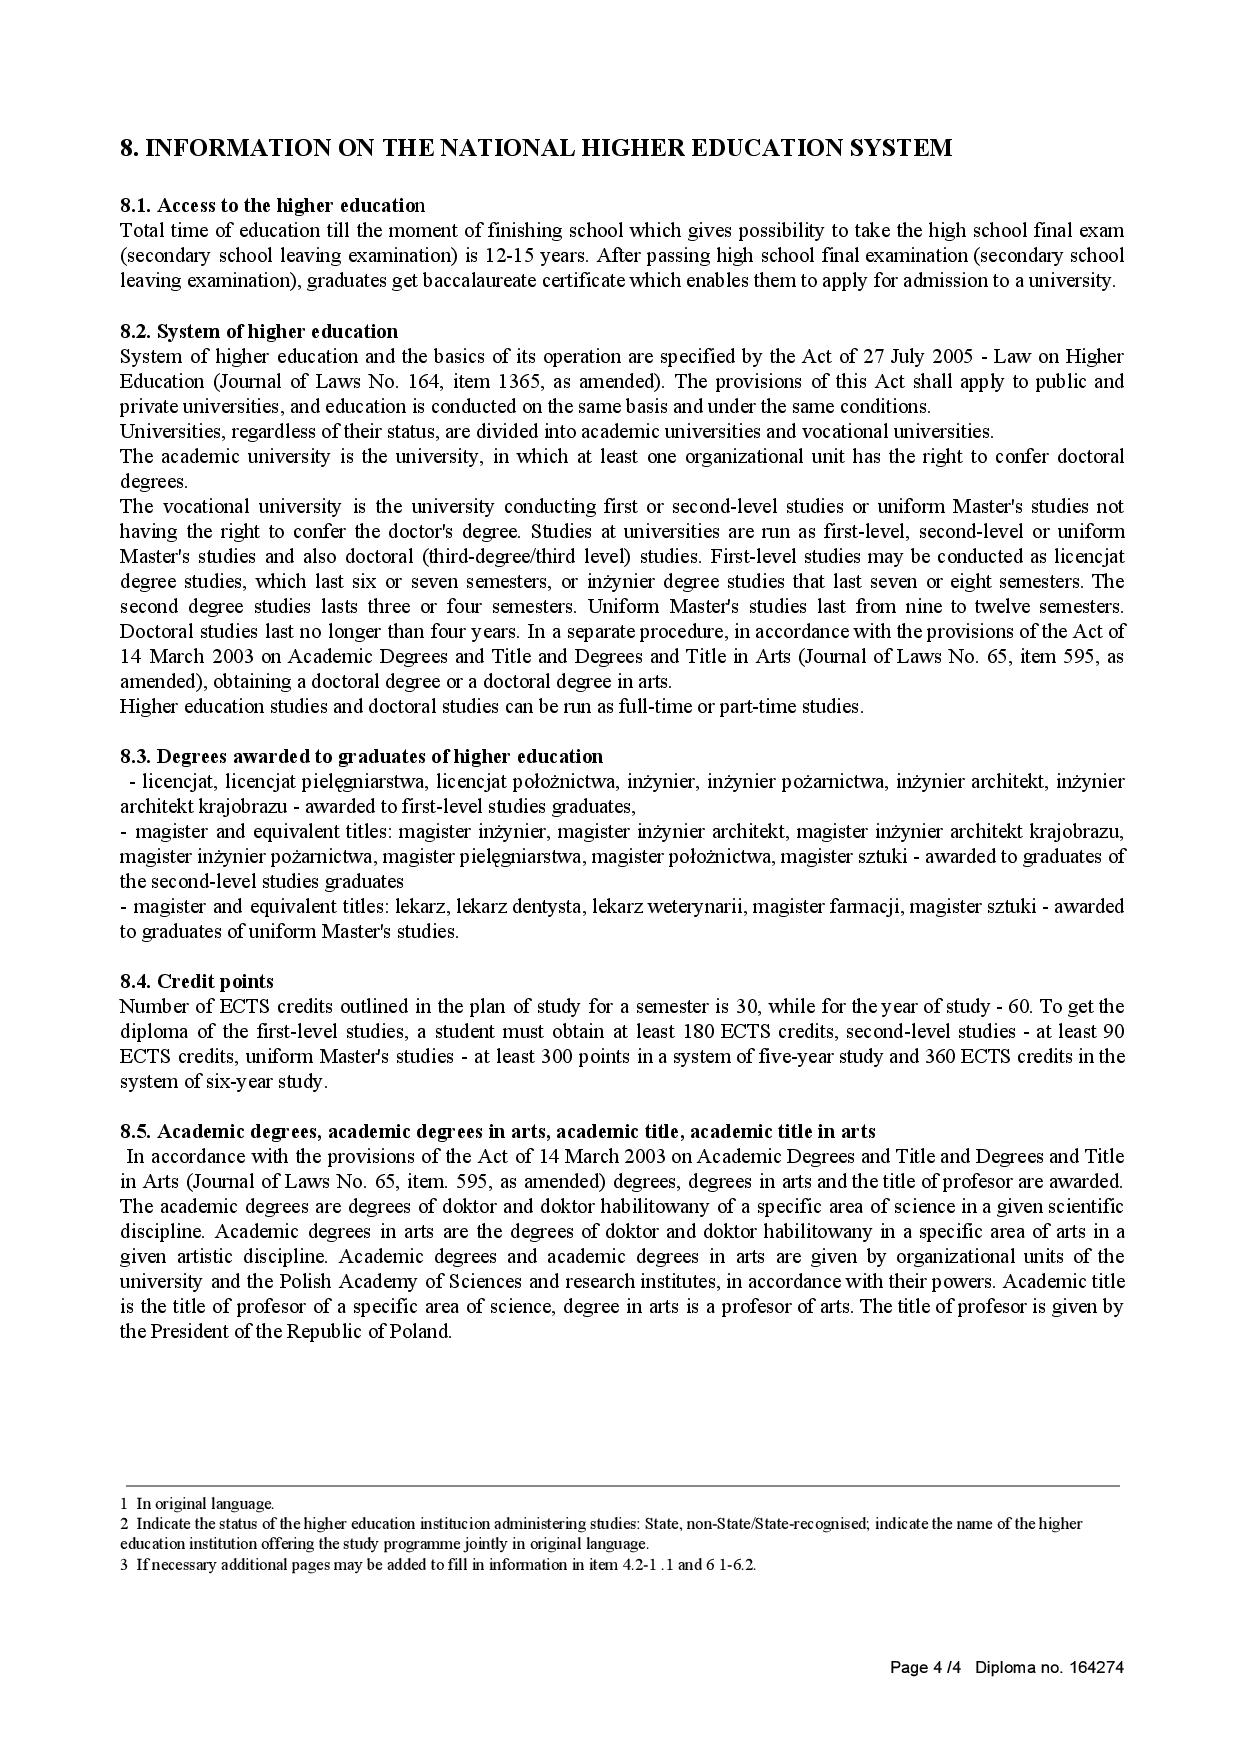 8. INFORMATION ON THE NATIONAL HIGHER EDUCATION SYSTEM
8.1. Access to the higher education
Total time of education till the moment of finishing school which gives possibility to take the high school final exam
(secondary school leaving examination) is 12-15 years. After passing high school final examination (secondary school
leaving examination), graduates get baccalaureate certificate which enables them to apply for admission to a university.
8.2. System of higher education
System of higher education and the basics of its operation are specified by the Act of 27 July 2005 - Law on Higher
Education (Journal of Laws No. 164, item 1365, as amended). The provisions of this Act shall apply to public and
private universities, and education is conducted on the same basis and under the same conditions.
Universities, regardless of their status, are divided into academic universities and vocational universities.
The academic university is the university, in which at least one organizational unit has the right to confer doctoral
degrees.
The vocational university is the university conducting first or second-level studies or uniform Master's studies not
having the right to confer the doctor's degree. Studies at universities are run as first-level, second-level or uniform
Master's studies and also doctoral (third-degree/third level) studies. First-level studies may be conducted as licencjat
degree studies, which last six or seven semesters, or inżynier degree studies that last seven or eight semesters. The
second degree studies lasts three or four semesters. Uniform Master's studies last from nine to twelve semesters.
Doctoral studies last no longer than four years. In a separate procedure, in accordance with the provisions of the Act of
14 March 2003 on Academic Degrees and Title and Degrees and Title in Arts (Journal of Laws No. 65, item 595, as
amended), obtaining a doctoral degree or a doctoral degree in arts.
Higher education studies and doctoral studies can be run as full-time or part-time studies.
8.3. Degrees awarded to graduates of higher education
- licencjat, licencjat pielęgniarstwa, licencjat położnictwa, inżynier, inżynier pożarnictwa, inżynier architekt, inżynier
architekt krajobrazu - awarded to first-level studies graduates,
- magister and equivalent titles: magister inżynier, magister inżynier architekt, magister inżynier architekt krajobrazu,
magister inżynier pożarnictwa, magister pielęgniarstwa, magister położnictwa, magister sztuki - awarded to graduates of
the second-level studies graduates
- magister and equivalent titles: lekarz, lekarz dentysta, lekarz weterynarii, magister farmacji, magister sztuki - awarded
to graduates of uniform Master's studies.
8.4. Credit points
Number of ECTS credits outlined in the plan of study for a semester is 30, while for the year of study - 60. To get the
diploma of the first-level studies, a student must obtain at least 180 ECTS credits, second-level studies - at least 90
ECTS credits, uniform Master's studies - at least 300 points in a system of five-year study and 360 ECTS credits in the
system of six-year study.
8.5. Academic degrees, academic degrees in arts, academic title, academic title in arts
In accordance with the provisions of the Act of 14 March 2003 on Academic Degrees and Title and Degrees and Title
in Arts (Journal of Laws No. 65, item. 595, as amended) degrees, degrees in arts and the title of profesor are awarded.
The academic degrees are degrees of doktor and doktor habilitowany of a specific area of science in a given scientific
discipline. Academic degrees in arts are the degrees of doktor and doktor habilitowany in a specific area of arts in a
given artistic discipline. Academic degrees and academic degrees in arts are given by organizational units of the
university and the Polish Academy of Sciences and research institutes, in accordance with their powers. Academic title
is the title of profesor of a specific area of science, degree in arts is a profesor of arts. The title of profesor is given by
the President of the Republic of Poland.
1 In original language.
2 Indicate the status of the higher education institucion administering studies: State, non-State/State-recognised; indicate the name of the higher
education institution offering the study programme jointly in original language.
3 If necessary additional pages may be added to fill in information in item 4.2-1 .1 and 6 1-6.2.
Page 4 /4 Diploma no. 164274